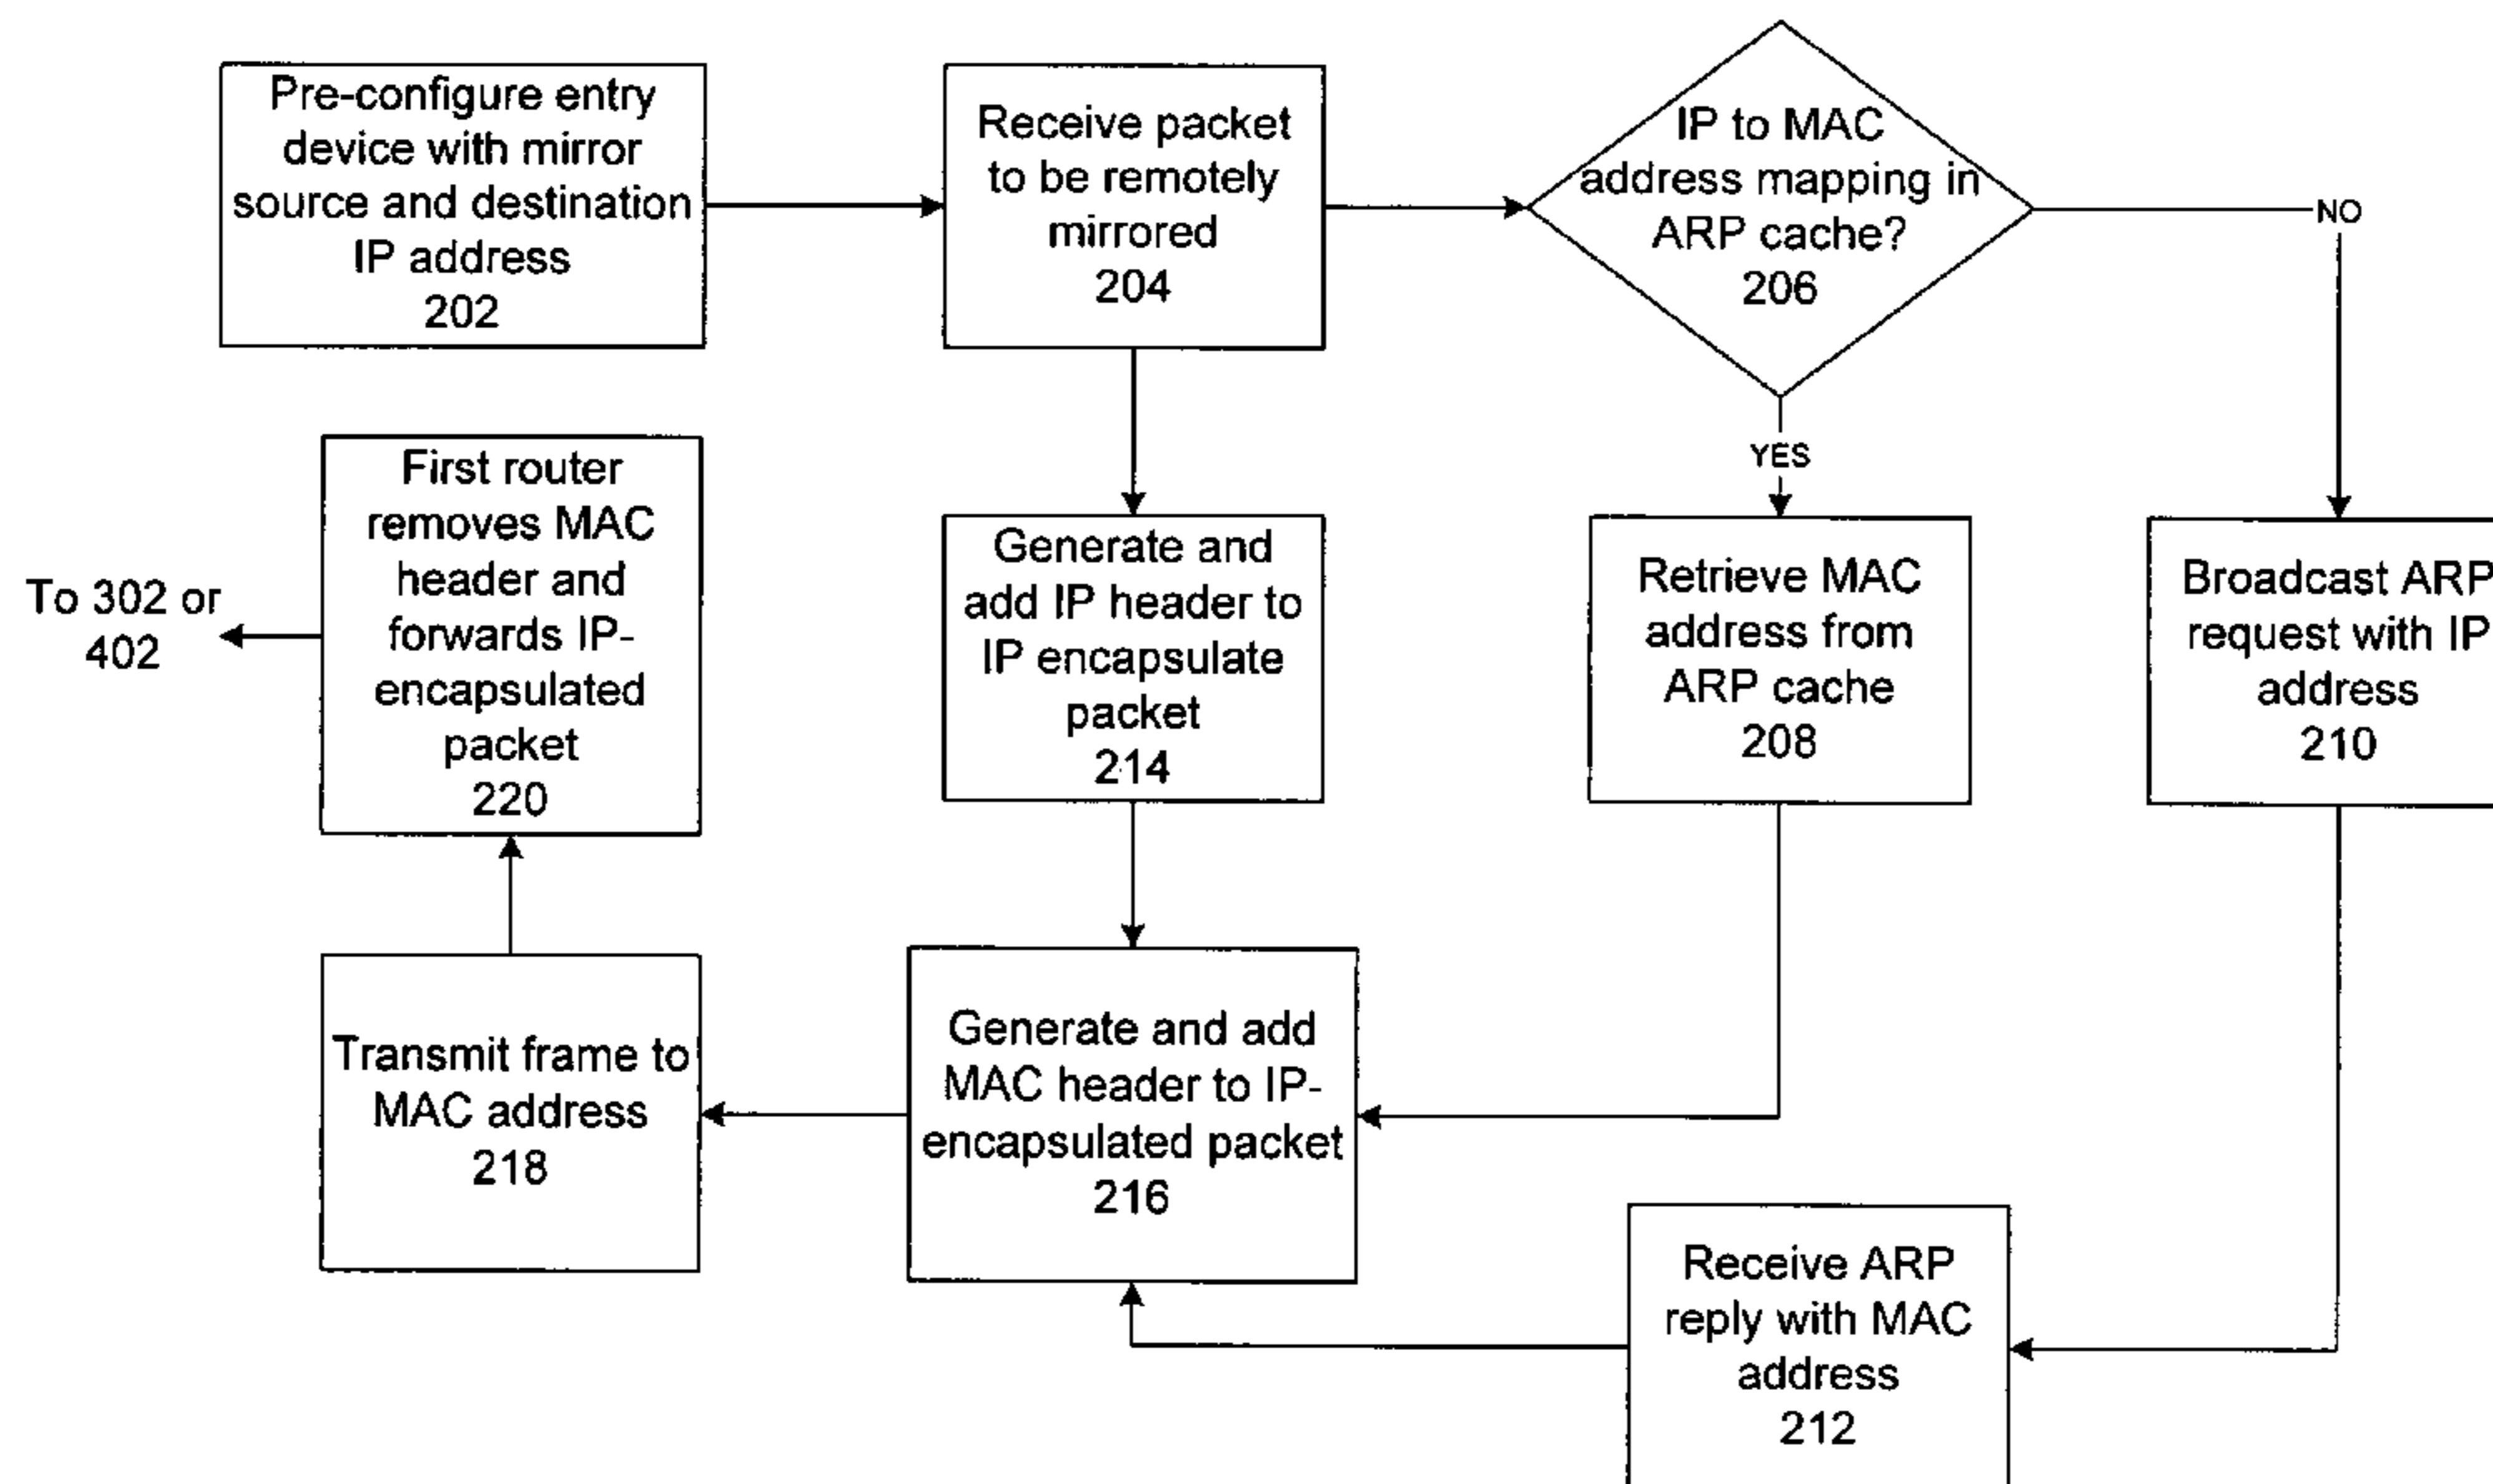 Pre-configure entry
device with mirror
source and destination
IP address
202
Receive packet
to be remotely
mirrored
204
IP to MAC
address mapping in
ARP cache?
206
NO
YES
First router
removes MAC
header and
forwards IP-
encapsulated
packet
220
To 302 or
402
Generate and
add IP header to
IP encapsulate
packet
214
Retrieve MAC
address from
ARP cache
208
Broadcast ARP
request with IP
address
210
Transmit frame to
MAC address
218
Generate and add
MAC header to IP-
encapsulated packet
216
Receive ARP
reply with MAC
address
212